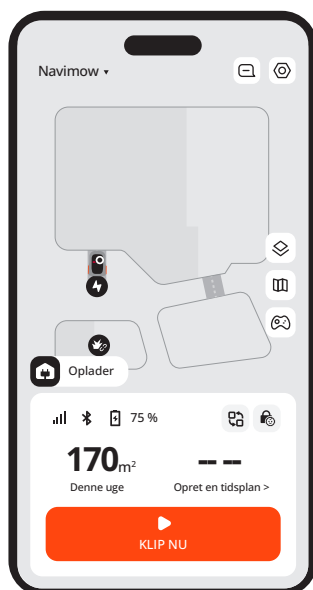 Navimow ▾
Oplader
75 %
170m²
-- --
Denne uge
Opret en tidsplan >
KLIP NU